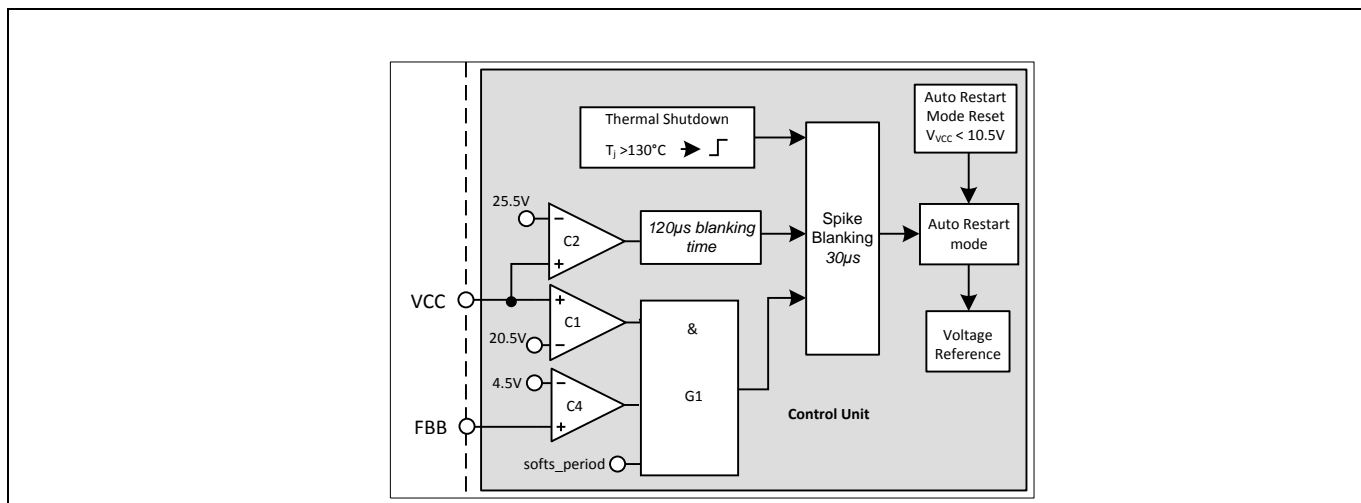 Thermal Shutdown
Tj >130°C
Auto Restart
Mode Reset
VVCC < 10.5V
25.5V
−
C2
+
120µs blanking
time
Spike
Blanking
30µs
Auto Restart
mode
VCC
+
C1
−
20.5V
&
G1
Voltage
Reference
4.5V
−
C4
+
FBB
softs_period
Control Unit